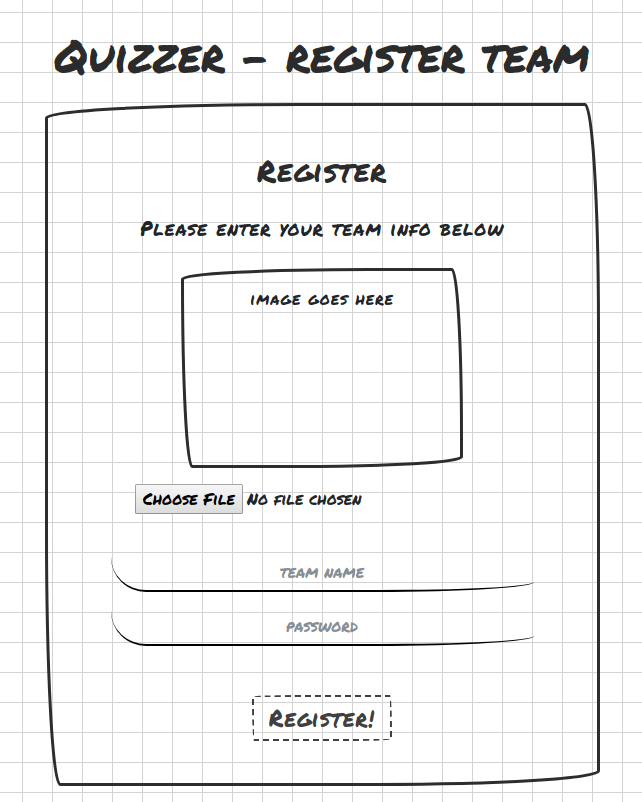 Quizzer - register team
Register
Please enter your team info below
image goes here
Choose File No file chosen
team name
password
Register!